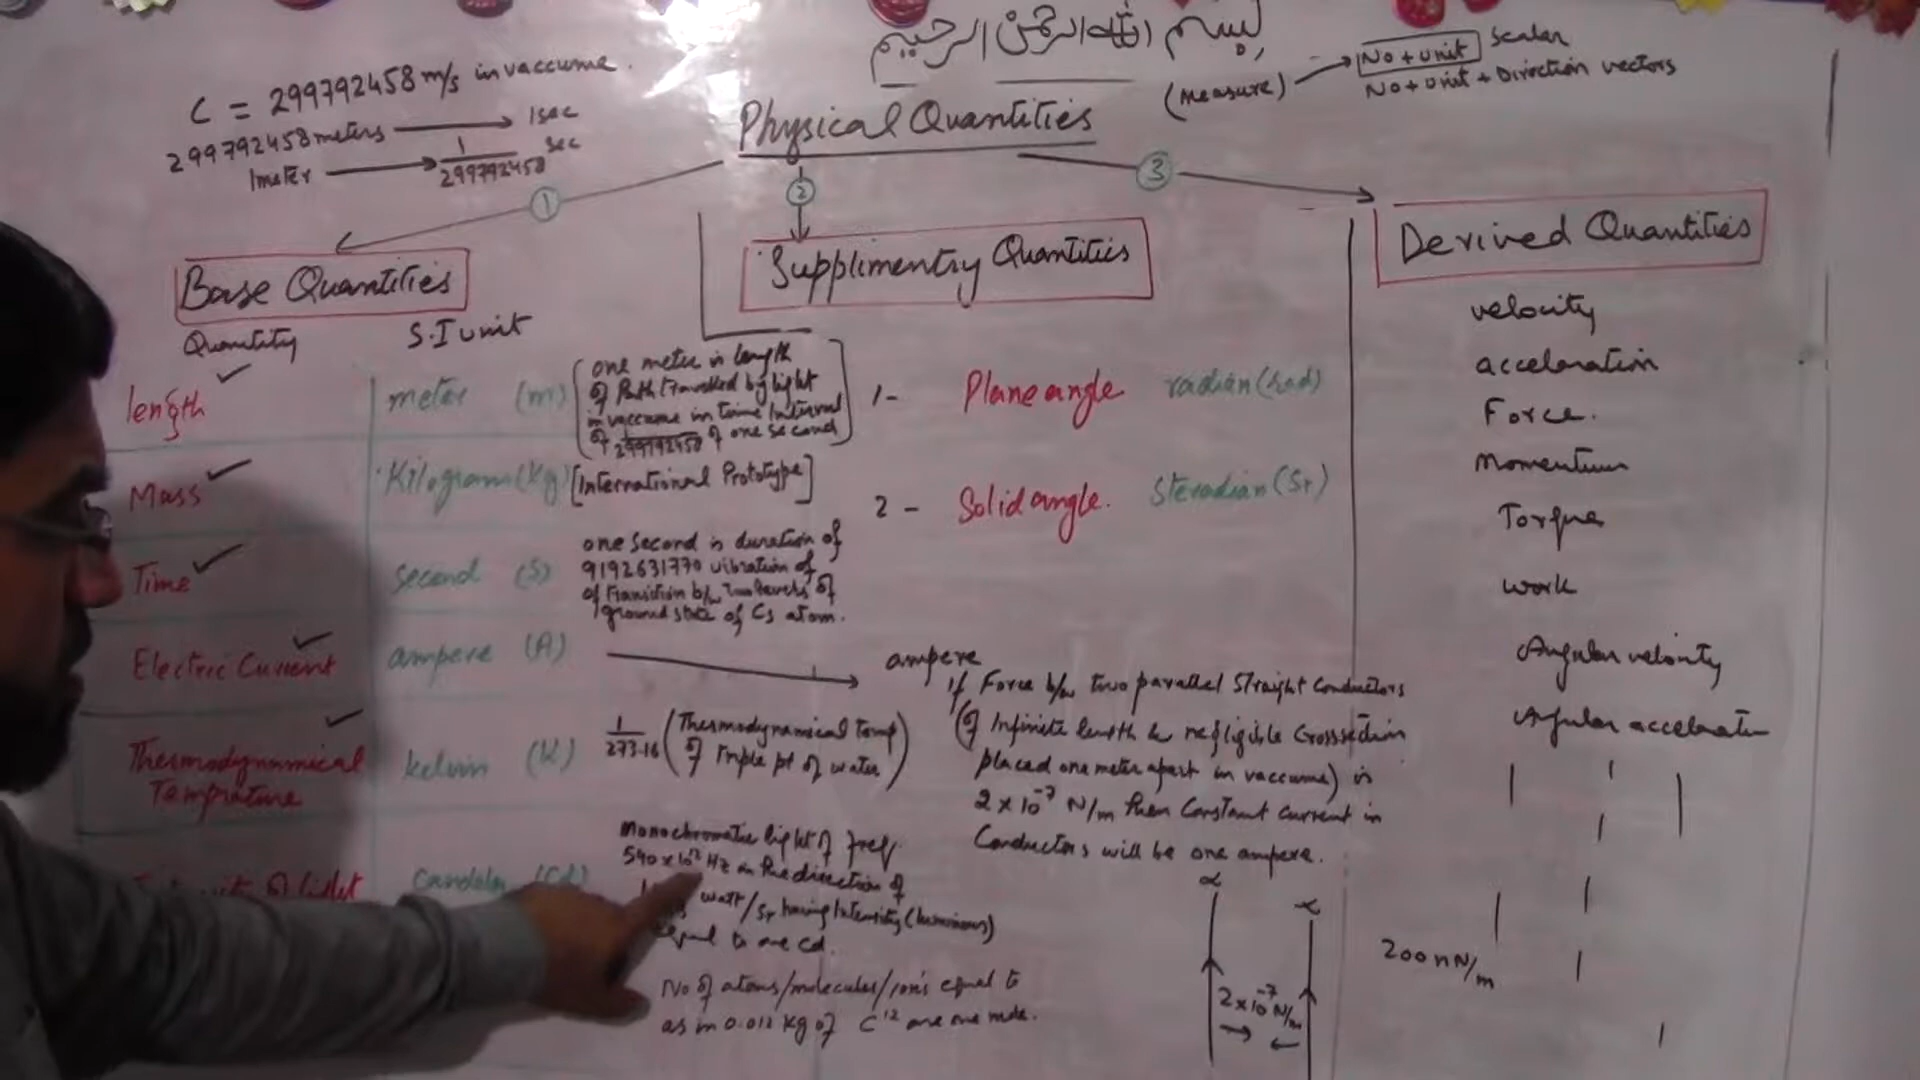 بسم الله الرحمن الرحيم
C = 299792458 m/s in vaccume.
299792458 meters → 1sec
1meter → 1/299792458 sec
(measure) → No + unit scalar
No + unit + Direction vectors
Physical Quantities
1
2
3
Base Quantities
Quantity S.I unit
length ✓ meter (m) [one meter is length
of Path travelled by light
in vaccume in time Interval
of 1/299792458 of one second]
Mass ✓ Kilogram (kg) [International Prototype]
Time ✓ second (s) one second is duration of
9192631770 vibration of
of transition b/w Two levels of
ground state of Cs atom.
Electric Current ✓ ampere (A) →
Thermodynamical ✓
Temprature kelvin (K) 1/273.16 (Thermodynamical Temp
of Triple pt of water)
of light candela (Cd) Monochromatic light of freq
540x10¹² Hz in the direction of
watt/Sr having Intensity (luminous)
equal to one cd.
No of atoms/molecules/ions equal to
as in 0.012 kg of C¹² are one mole.
Supplimentry Quantities
1- Plane angle radian (rad)
2- Solid angle. Steradian (Sr)
ampere
if Force b/w two parallel straight conductors
(of Infinite length & negligible Crosssection
placed one meter apart in vaccume) is
2 x 10⁻⁷ N/m then Constant current in
Conductors will be one ampere.
∝ ∝
2x10⁻⁷ N/m
200 nN/m
Derived Quantities
velocity
acceleration
Force.
Momentum
Torque
work
Angular velocity